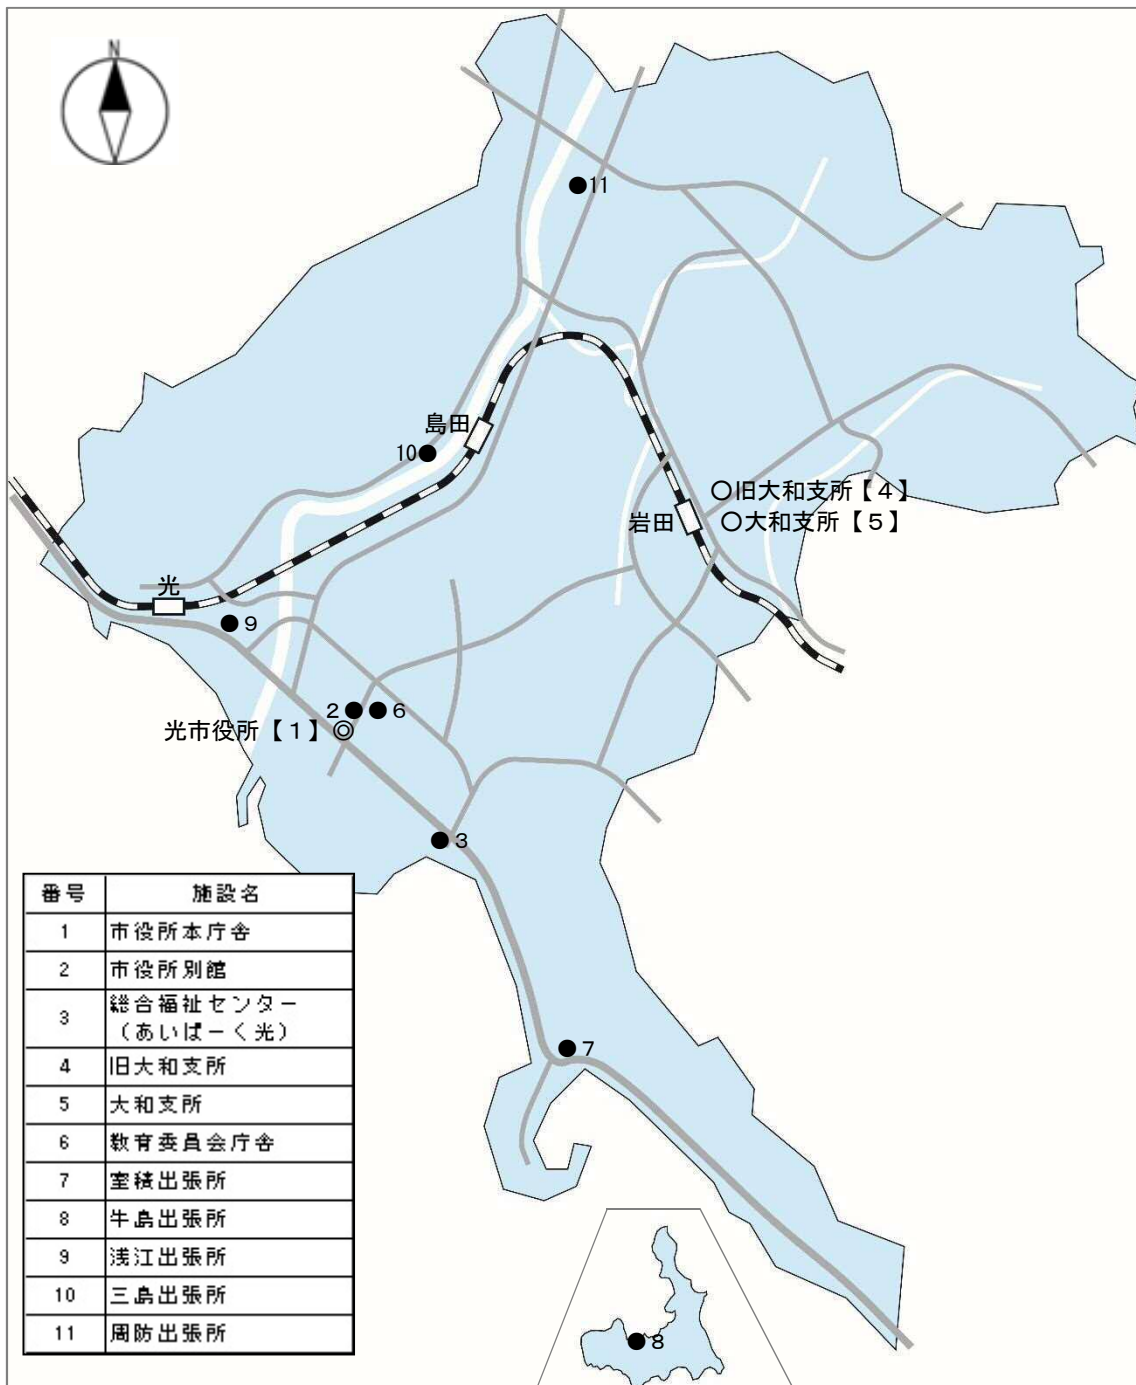 N
●11
島田
10●
○旧大和支所【４】
岩田
○大和支所【５】
光
●9
2●
●6
光市役所【１】◎
●3
番号 施設名
1 市役所本庁舎
2 市役所別館
3 総合福祉センター
（あいぱーく光）
4 旧大和支所
5 大和支所
6 教育委員会庁舎
7 室積出張所
8 牛島出張所
9 浅江出張所
10 三島出張所
11 周防出張所
●7
●8